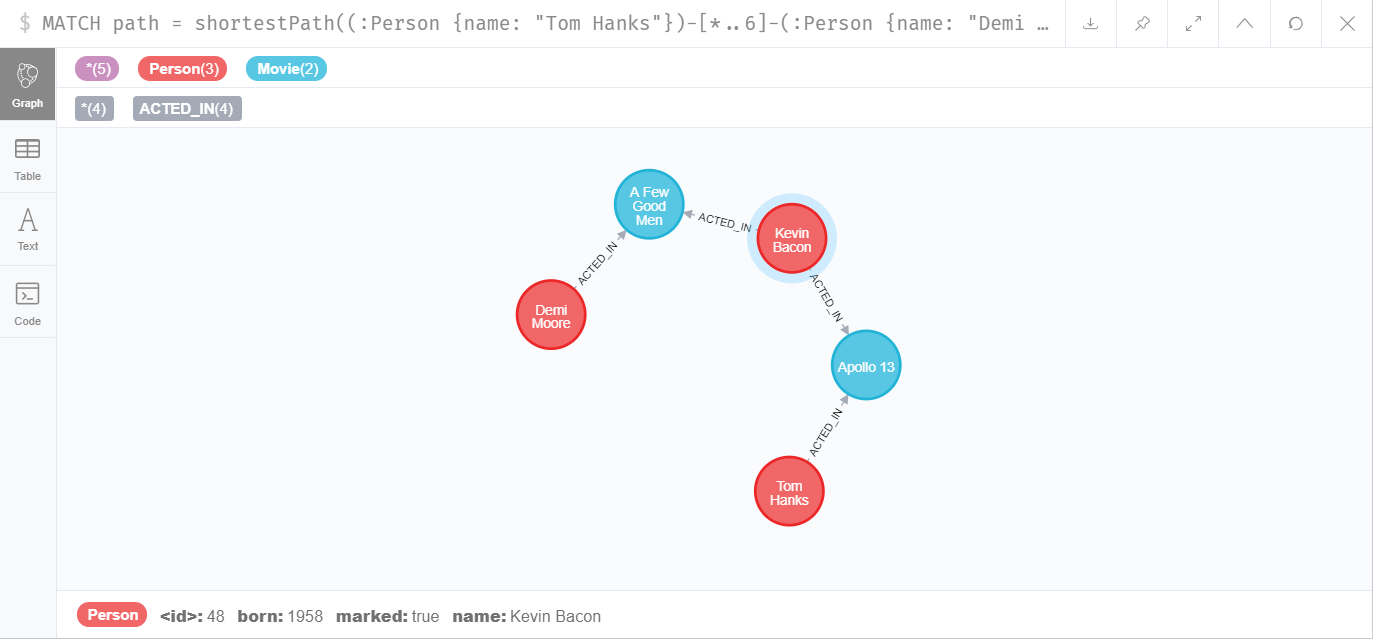 $ MATCH path = shortestPath((:Person {name: "Tom Hanks"})-[*..6]-(:Person {name: "Demi …
*(5) Person(3) Movie(2)
*(4) ACTED_IN(4)
Graph
Table
Text
Code
A Few
Good
Men
ACTED_IN
Kevin
Bacon
ACTED_IN
Demi
Moore
ACTED_IN
Apollo 13
ACTED_IN
Tom
Hanks
Person <id>: 48 born: 1958 marked: true name: Kevin Bacon